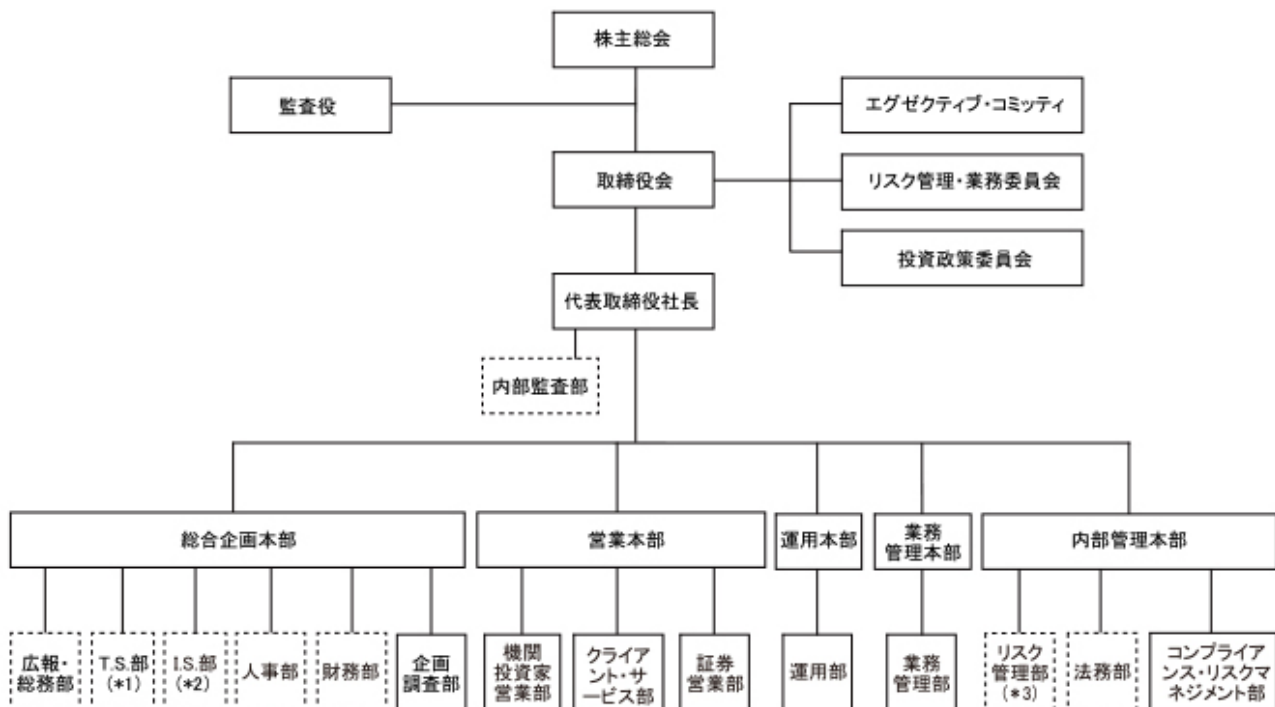 株主総会
監査役
エグゼクティブ・コミッティ
取締役会
リスク管理・業務委員会
投資政策委員会
代表取締役社長
内部監査部
総合企画本部
営業本部
運用本部
業務
管理本部
内部管理本部
広報・
総務部
T.S.部
(*1)
I.S.部
(*2)
人事部
財務部
企画
調査部
機関
投資家
営業部
クライア
ント・サ
ービス部
証券
営業部
運用部
業務
管理部
リスク
管理部
(*3)
法務部
コンプライア
ンス・リスクマ
ネジメント部